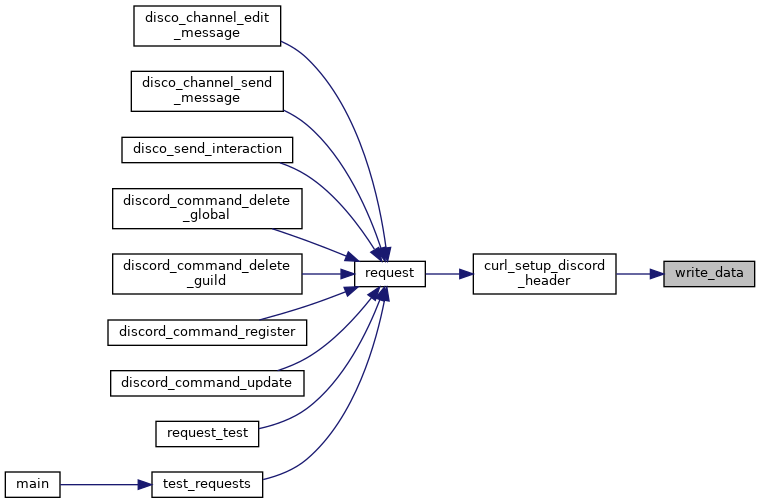 disco_channel_edit
_message
disco_channel_send
_message
disco_send_interaction
discord_command_delete
_global
discord_command_delete
_guild
discord_command_register
discord_command_update
request_test
main
test_requests
request
curl_setup_discord
_header
write_data